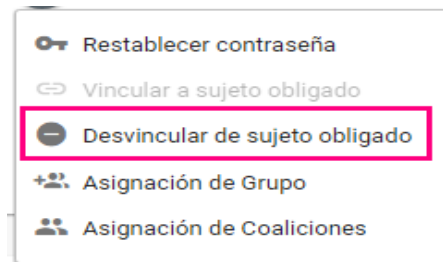 Restablecer contraseña
Vincular a sujeto obligado
Desvincular de sujeto obligado
Asignación de Grupo
Asignación de Coaliciones